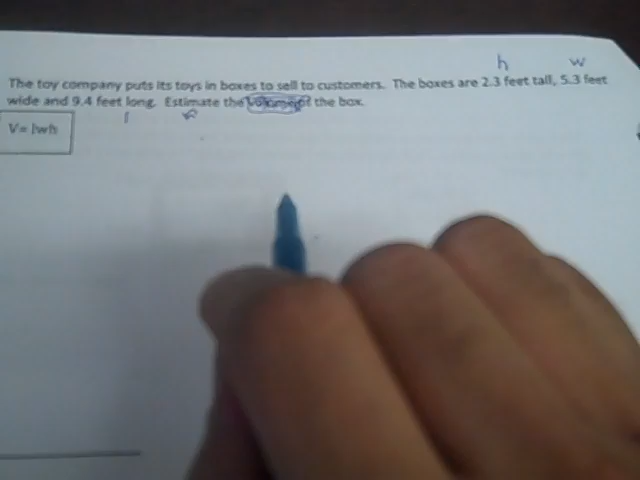 h w
The toy company puts its toys in boxes to sell to customers. The boxes are 2.3 feet tall, 5.3 feet
wide and 9.4 feet long. Estimate the volume of the box.
l
V= lwh